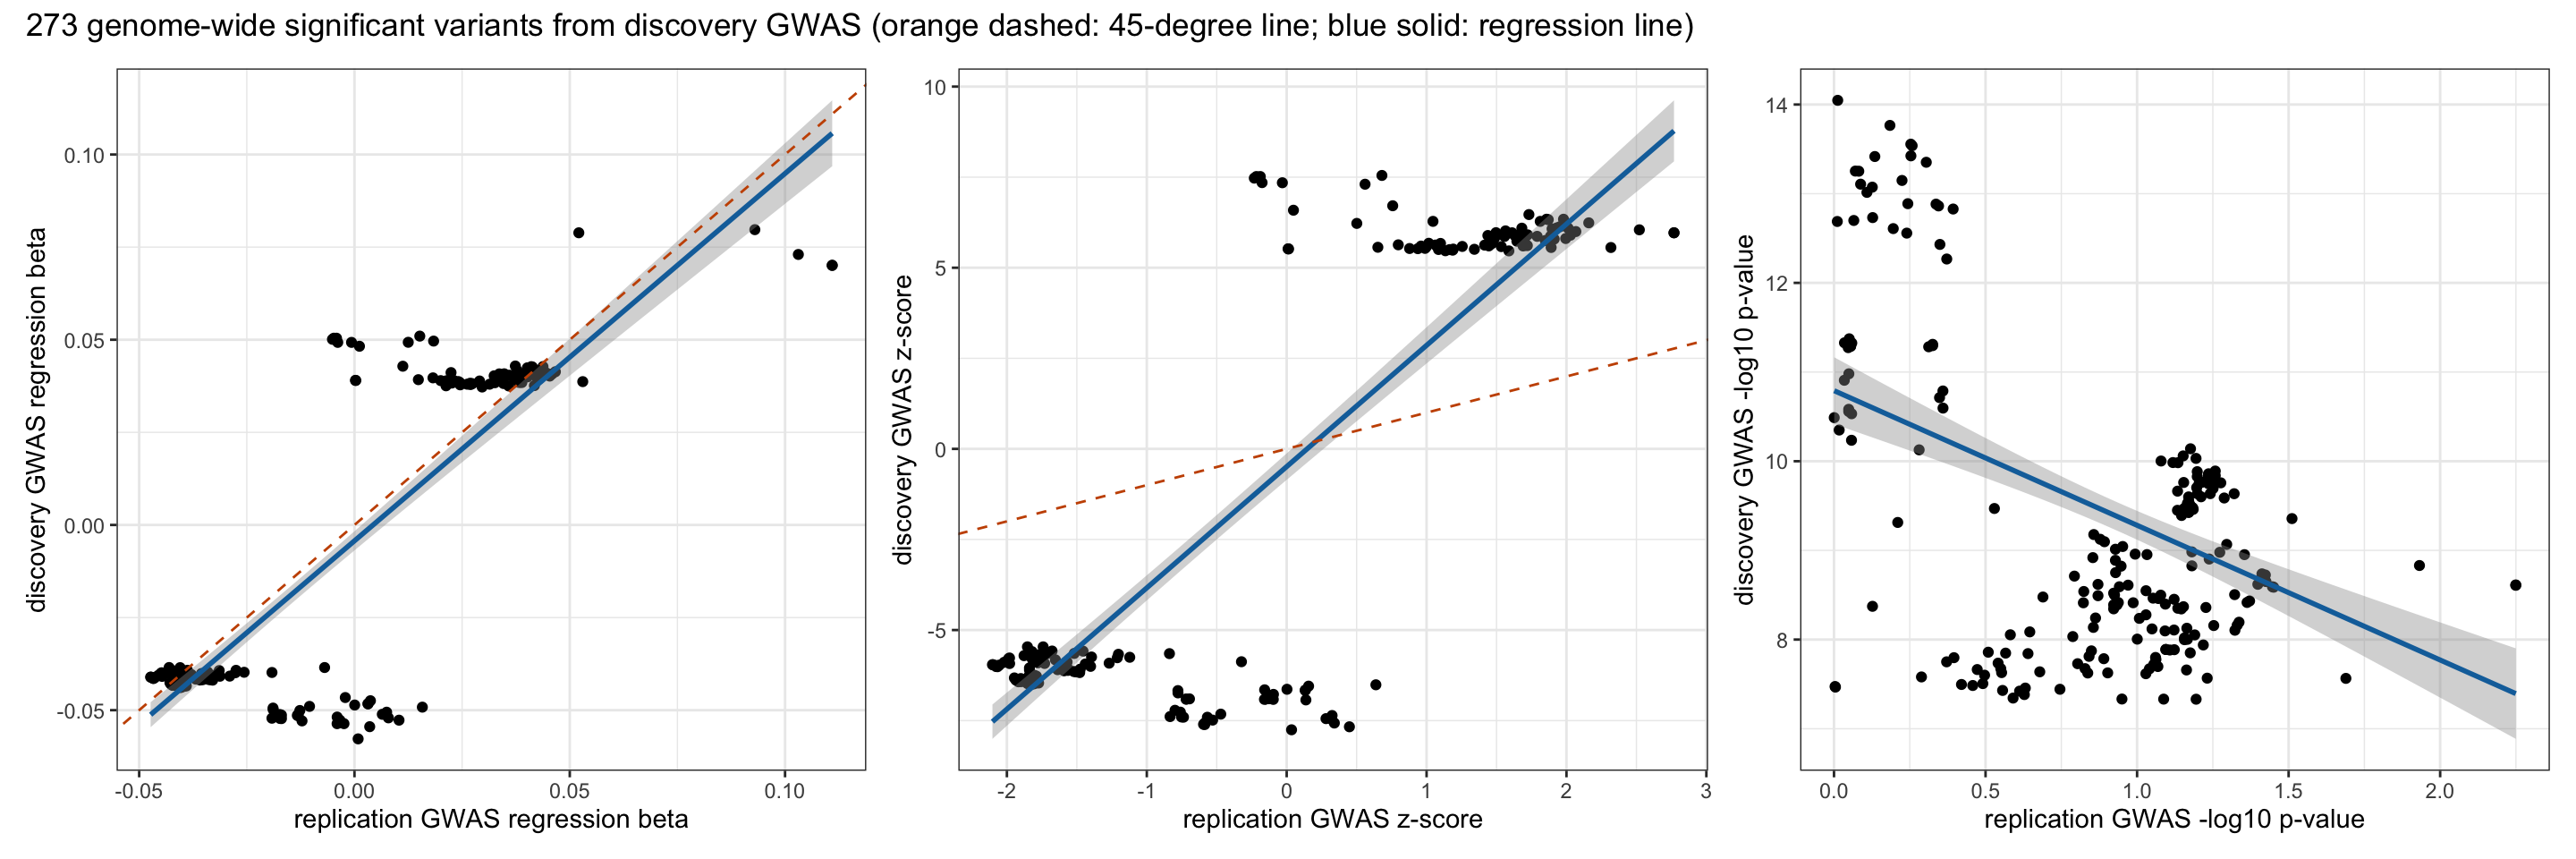 273 genome-wide significant variants from discovery GWAS (orange dashed: 45-degree line; blue solid: regression line)
discovery GWAS regression beta
0.10
0.05
0.00
-0.05
-0.05 0.00 0.05 0.10
replication GWAS regression beta
discovery GWAS z-score
10
5
0
-5
-2 -1 0 1 2 3
replication GWAS z-score
discovery GWAS -log10 p-value
14
12
10
8
0.0 0.5 1.0 1.5 2.0
replication GWAS -log10 p-value